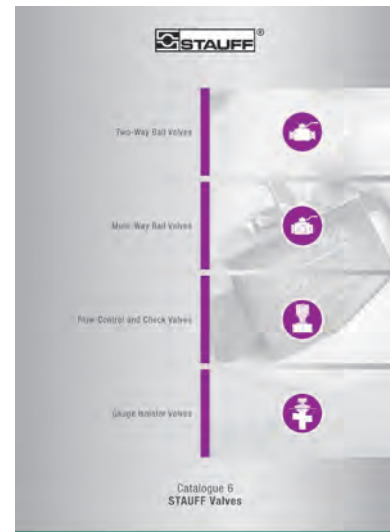 STAUFF®
Two-Way Ball Valves
Multi-Way Ball Valves
Flow Control and Check Valves
Gauge Isolator Valves
Catalogue 6
STAUFF Valves